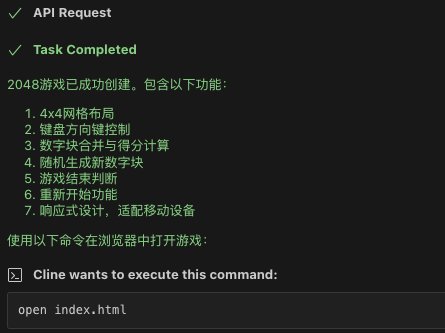 API Request
Task Completed
2048游戏已成功创建。包含以下功能：
1. 4x4网格布局
2. 键盘方向键控制
3. 数字块合并与得分计算
4. 随机生成新数字块
5. 游戏结束判断
6. 重新开始功能
7. 响应式设计，适配移动设备
使用以下命令在浏览器中打开游戏：
Cline wants to execute this command:
open index.html